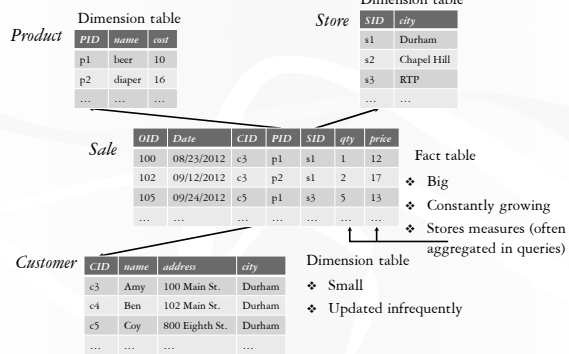 Dimension table
Dimension table
Product
PID name cost
p1 beer 10
p2 diaper 16
… … …
Store
SID city
s1 Durham
s2 Chapel Hill
s3 RTP
… …
Sale
OID Date CID PID SID qty price
100 08/23/2012 c3 p1 s1 1 12
102 09/12/2012 c3 p2 s1 2 17
105 09/24/2012 c5 p1 s3 5 13
… … … … … … …
Fact table
❖ Big
❖ Constantly growing
❖ Stores measures (often
aggregated in queries)
Customer
CID name address city
c3 Amy 100 Main St. Durham
c4 Ben 102 Main St. Durham
c5 Coy 800 Eighth St. Durham
… … … …
Dimension table
❖ Small
❖ Updated infrequently